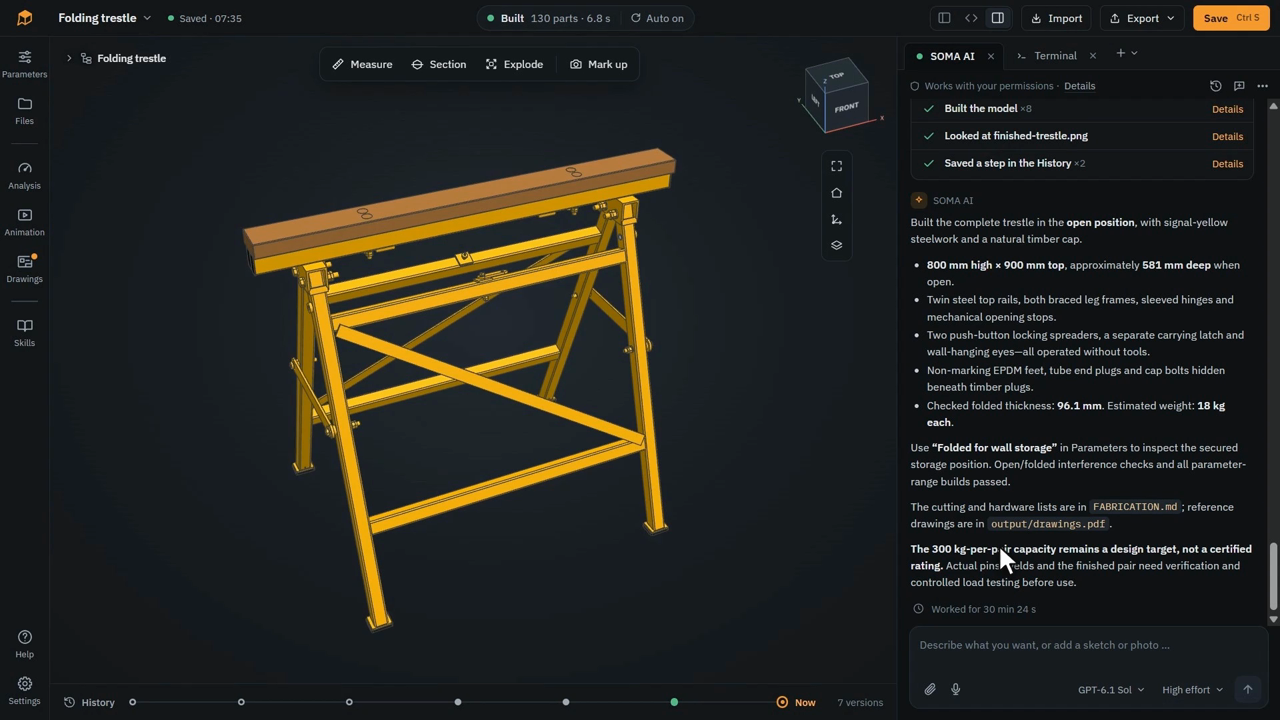 Folding trestle
Saved · 07:35
Built 130 parts · 6.8 s
Auto on
Import
Export
Save Ctrl S
Parameters
Files
Analysis
Animation
Drawings
Skills
Help
Settings
Folding trestle
Measure
Section
Explode
Mark up
TOP
FRONT
Z
Y
X
SOMA AI
Terminal
Works with your permissions · Details
Built the model ×8
Details
Looked at finished-trestle.png
Details
Saved a step in the History ×2
Details
SOMA AI
Built the complete trestle in the open position, with signal-yellow
steelwork and a natural timber cap.
• 800 mm high × 900 mm top, approximately 581 mm deep when
open.
• Twin steel top rails, both braced leg frames, sleeved hinges and
mechanical opening stops.
• Two push-button locking spreaders, a separate carrying latch and
wall-hanging eyes—all operated without tools.
• Non-marking EPDM feet, tube end plugs and cap bolts hidden
beneath timber plugs.
• Checked folded thickness: 96.1 mm. Estimated weight: 18 kg
each.
Use “Folded for wall storage” in Parameters to inspect the secured
storage position. Open/folded interference checks and all parameter-
range builds passed.
The cutting and hardware lists are in FABRICATION.md; reference
drawings are in output/drawings.pdf.
The 300 kg-per-pair capacity remains a design target, not a certified
rating. Actual pins, and the finished pair need verification and
controlled load testing before use.
Worked for 30 min 24 s
Describe what you want, or add a sketch or photo ...
GPT-6.1 Sol
High effort
History
Now
7 versions